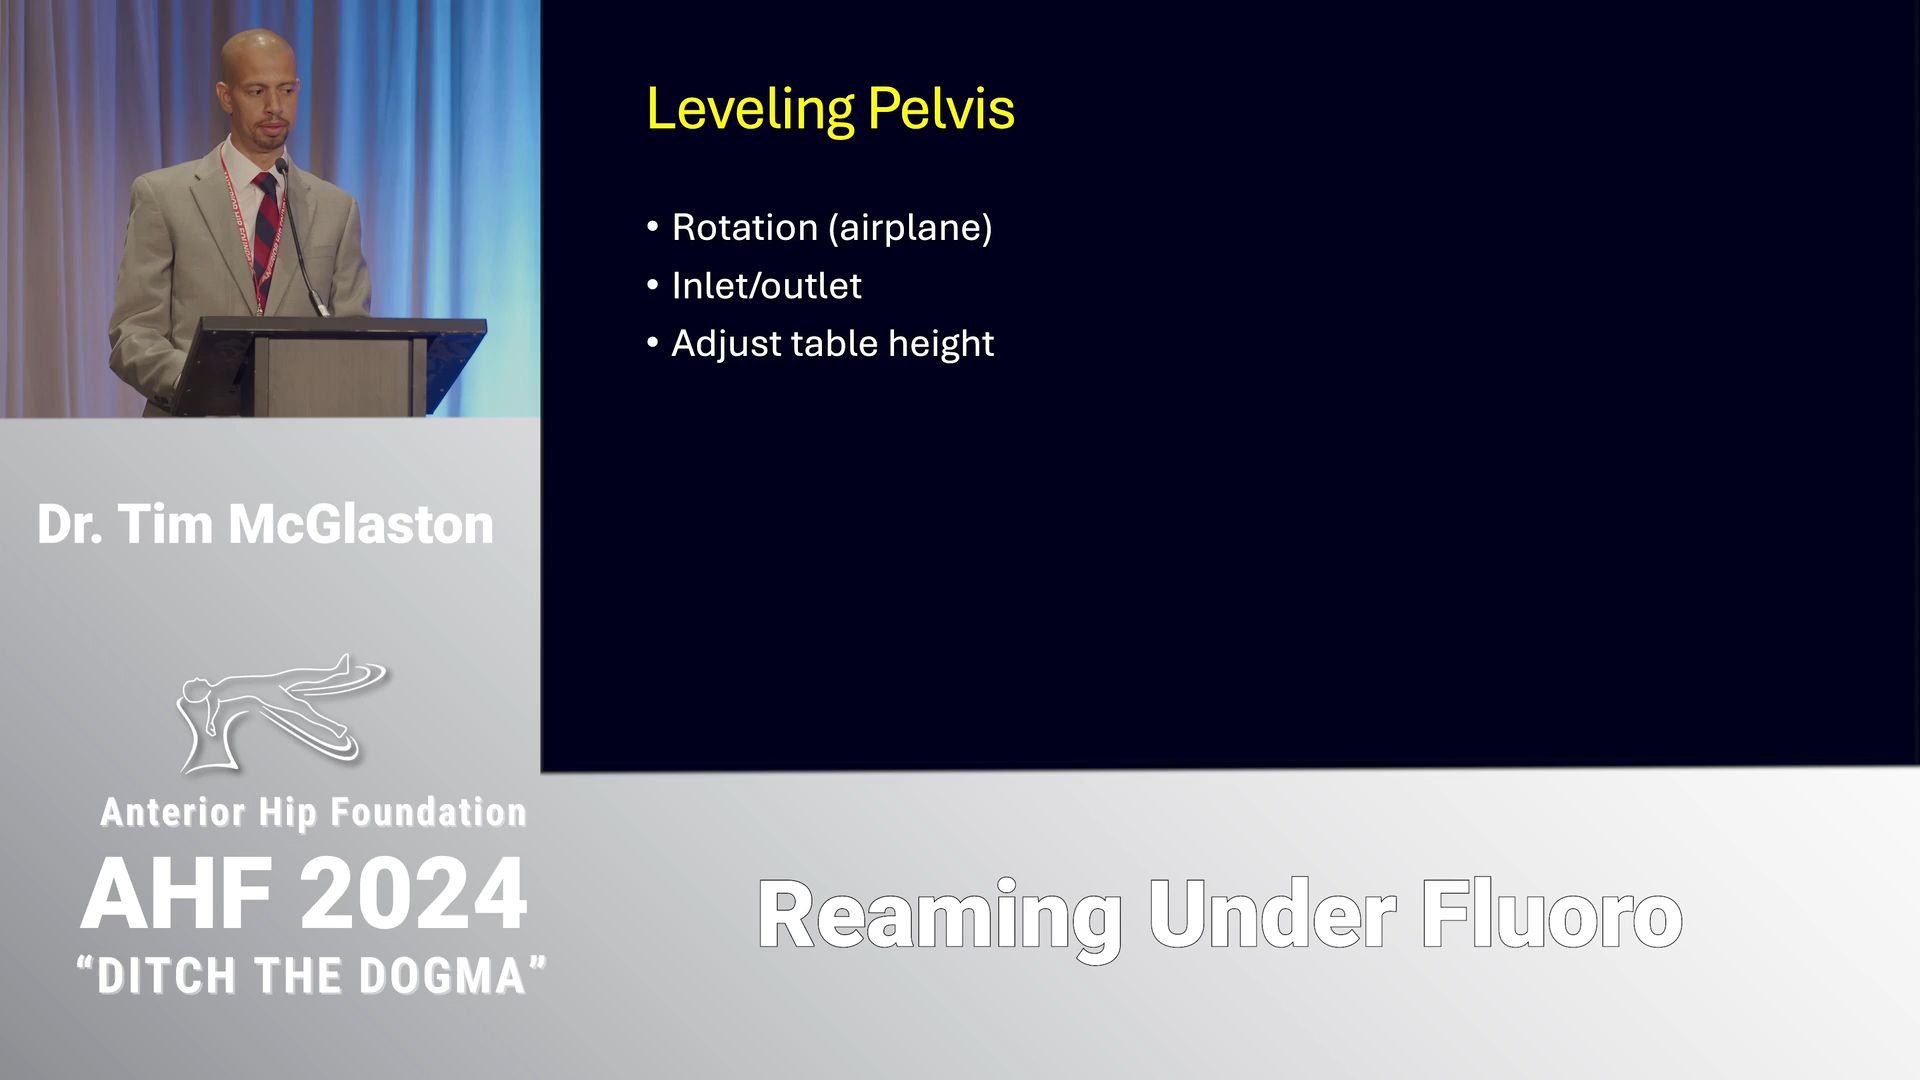 Leveling Pelvis
• Rotation (airplane)
• Inlet/outlet
• Adjust table height
Dr. Tim McGlaston
Anterior Hip Foundation
AHF 2024
“DITCH THE DOGMA”
Reaming Under Fluoro